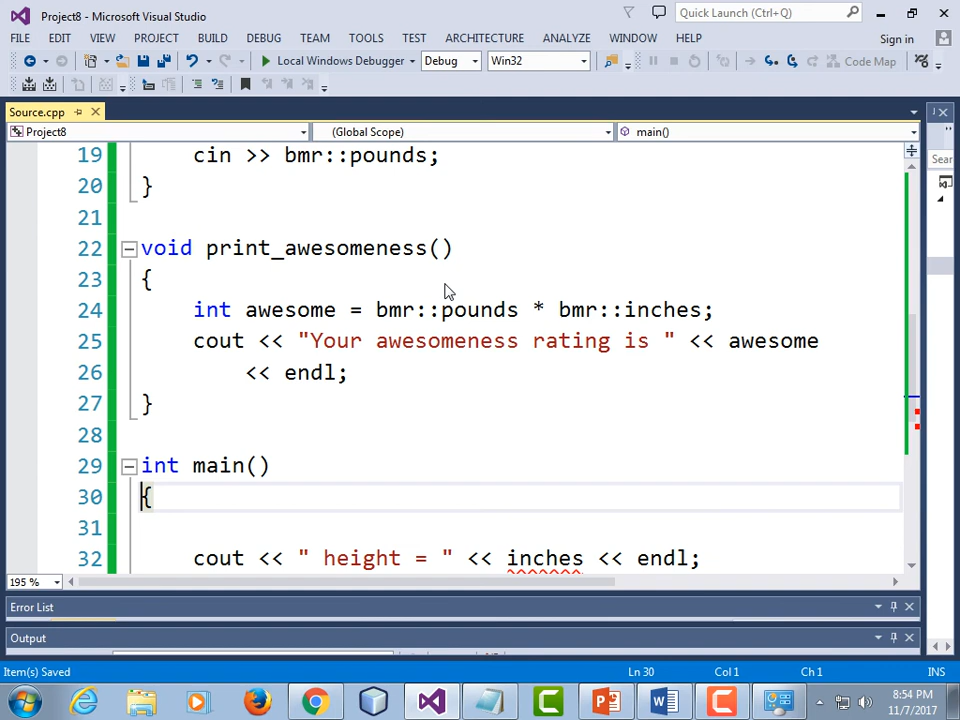 Project8 - Microsoft Visual Studio
Quick Launch (Ctrl+Q)
FILE EDIT VIEW PROJECT BUILD DEBUG TEAM TOOLS TEST ARCHITECTURE ANALYZE WINDOW HELP Sign in
Local Windows Debugger Debug Win32 Code Map
Source.cpp
Project8 (Global Scope) main()
Sear
19 cin >> bmr::pounds;
20 }
21
22 void print_awesomeness()
23 {
24 int awesome = bmr::pounds * bmr::inches;
25 cout << "Your awesomeness rating is " << awesome
26 << endl;
27 }
28
29 int main()
30 {
31
32 cout << " height = " << inches << endl;
195 %
Error List
Output
Item(s) Saved Ln 30 Col 1 Ch 1 INS
8:54 PM
11/7/2017